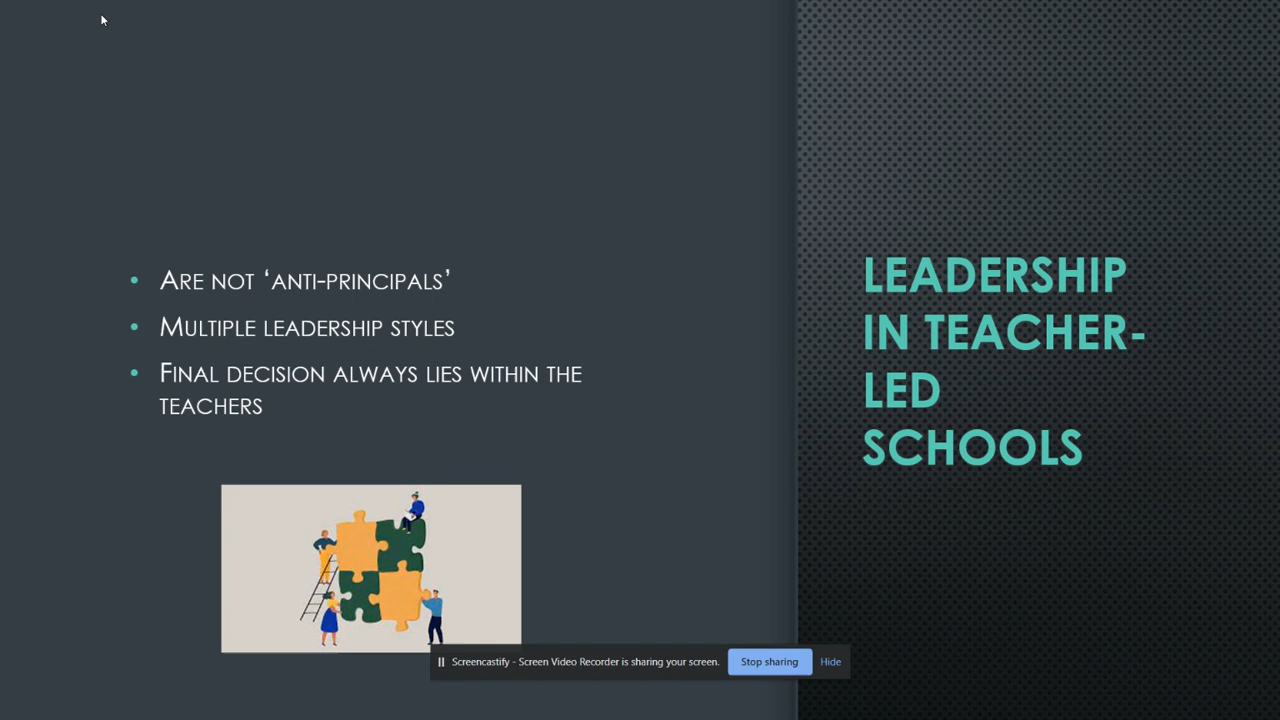 Are not ‘anti-principals’
Multiple leadership styles
Final decision always lies within the
teachers
LEADERSHIP
IN TEACHER-
LED
SCHOOLS
Screencastify - Screen Video Recorder is sharing your screen.
Stop sharing
Hide